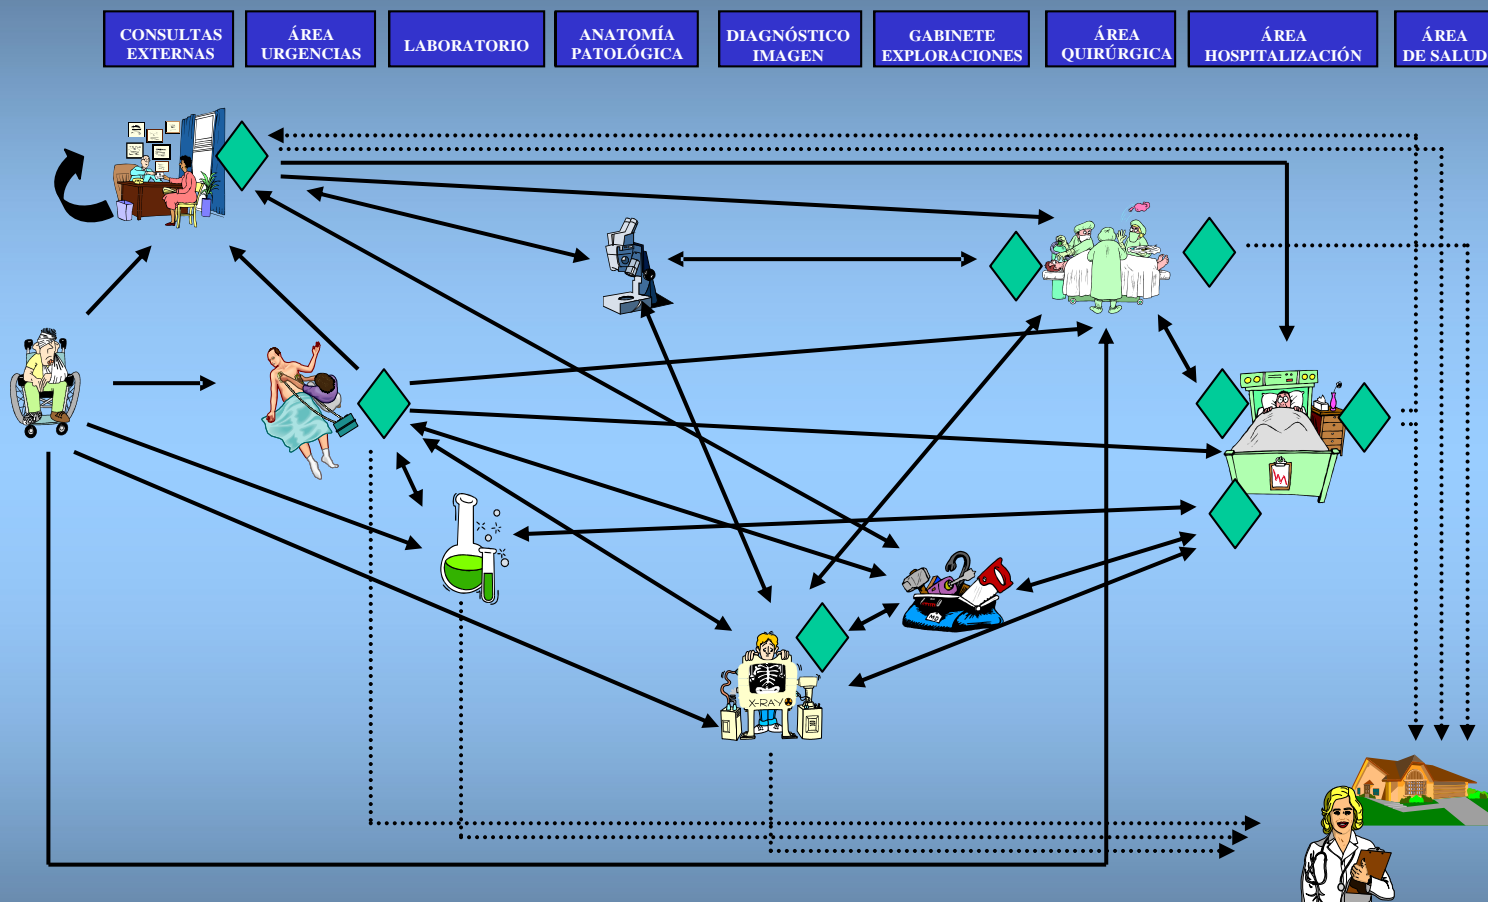 CONSULTAS
EXTERNAS
ÁREA
URGENCIAS
LABORATORIO
ANATOMÍA
PATOLÓGICA
DIAGNÓSTICO
IMAGEN
GABINETE
EXPLORACIONES
ÁREA
QUIRÚRGICA
ÁREA
HOSPITALIZACIÓN
ÁREA
DE SALUD
X-RAY